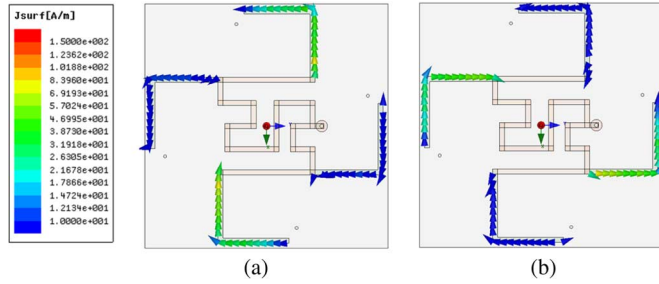 Jsurf[A/m]
1.5000e+002
1.2362e+002
1.0188e+002
8.3960e+001
6.9193e+001
5.7024e+001
4.6995e+001
3.8730e+001
3.1918e+001
2.6305e+001
2.1678e+001
1.7866e+001
1.4724e+001
1.2134e+001
1.0000e+001
(a)
(b)